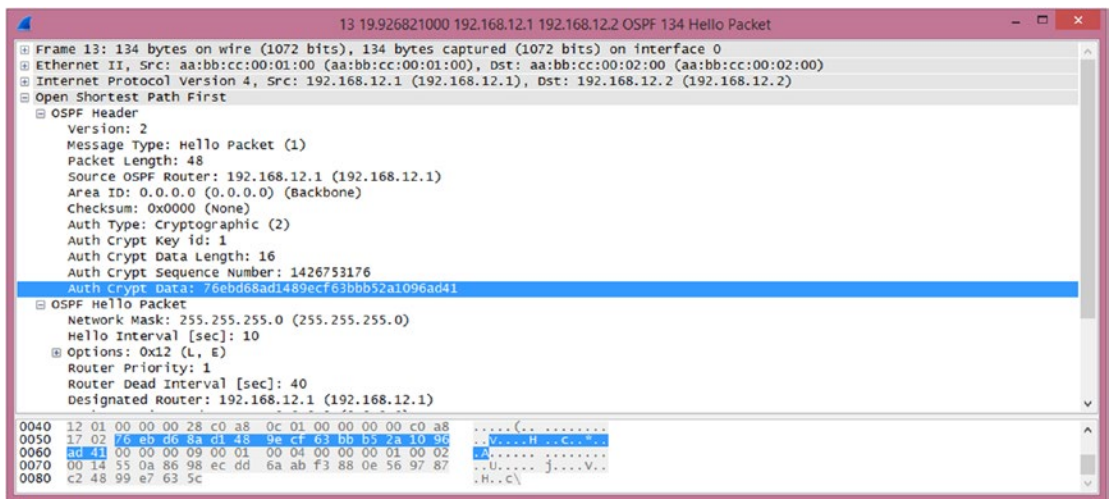 13 19.926821000 192.168.12.1 192.168.12.2 OSPF 134 Hello Packet
Frame 13: 134 bytes on wire (1072 bits), 134 bytes captured (1072 bits) on interface 0
Ethernet II, Src: aa:bb:cc:00:01:00 (aa:bb:cc:00:01:00), Dst: aa:bb:cc:00:02:00 (aa:bb:cc:00:02:00)
Internet Protocol Version 4, Src: 192.168.12.1 (192.168.12.1), Dst: 192.168.12.2 (192.168.12.2)
Open Shortest Path First
OSPF Header
Version: 2
Message Type: Hello Packet (1)
Packet Length: 48
Source OSPF Router: 192.168.12.1 (192.168.12.1)
Area ID: 0.0.0.0 (0.0.0.0) (Backbone)
Checksum: 0x0000 (None)
Auth Type: Cryptographic (2)
Auth Crypt Key id: 1
Auth Crypt Data Length: 16
Auth Crypt Sequence Number: 1426753176
Auth Crypt Data: 76ebd68ad1489ecf63bbb52a1096ad41
OSPF Hello Packet
Network Mask: 255.255.255.0 (255.255.255.0)
Hello Interval [sec]: 10
Options: 0x12 (L, E)
Router Priority: 1
Router Dead Interval [sec]: 40
Designated Router: 192.168.12.1 (192.168.12.1)
0040 12 01 00 00 00 28 c0 a8 0c 01 00 00 00 00 c0 a8 .....(.. ........
0050 17 02 76 eb d6 8a d1 48 9e cf 63 bb b5 2a 10 96 ..v....H ..c..*..
0060 ad 41 00 00 00 09 00 01 00 04 00 00 00 01 00 02 .A...... ........
0070 00 14 55 0a 86 98 ec dd 6a ab f3 88 0e 56 97 87 ..U..... j....V..
0080 c2 48 99 e7 63 5c .H..c\